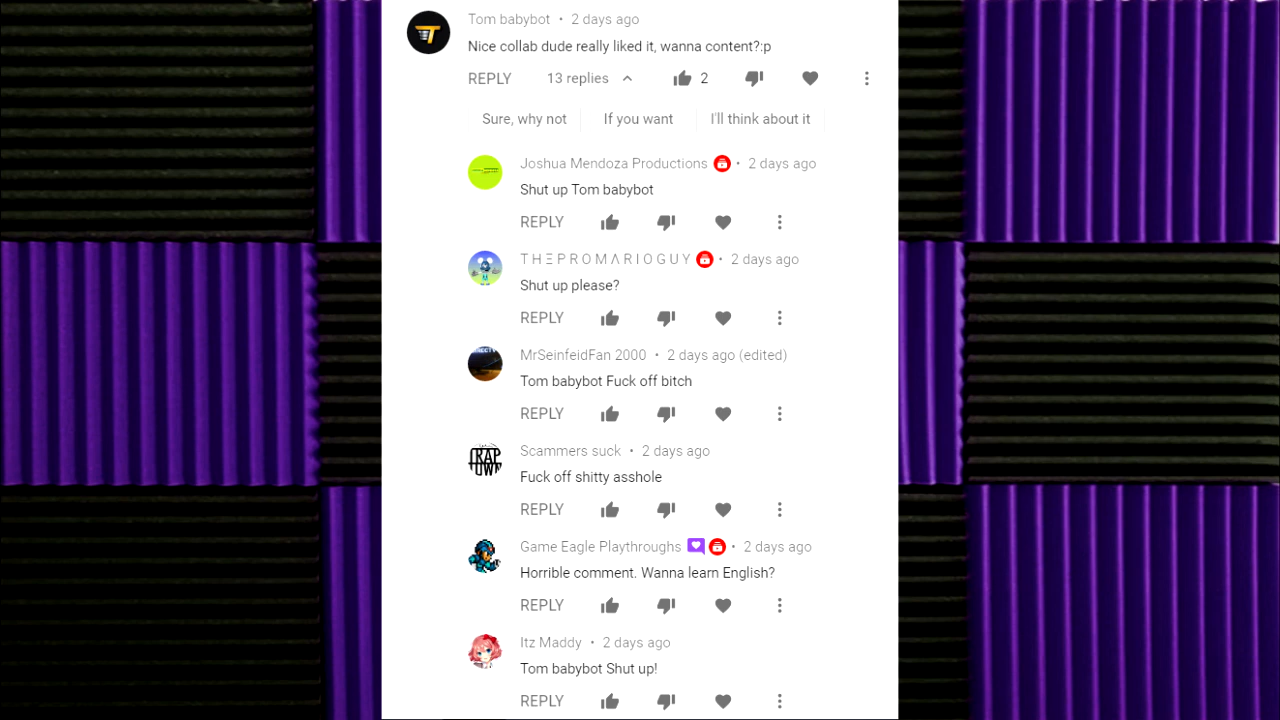 Tom babybot • 2 days ago
Nice collab dude really liked it, wanna content?:p
REPLY 13 replies 2
Sure, why not If you want I'll think about it
Joshua Mendoza Productions • 2 days ago
Shut up Tom babybot
REPLY
T H Ξ P R O M Λ R I O G U Y • 2 days ago
Shut up please?
REPLY
MrSeinfeidFan 2000 • 2 days ago (edited)
Tom babybot Fuck off bitch
REPLY
TRAP TOWN
Scammers suck • 2 days ago
Fuck off shitty asshole
REPLY
Game Eagle Playthroughs • 2 days ago
Horrible comment. Wanna learn English?
REPLY
Itz Maddy • 2 days ago
Tom babybot Shut up!
REPLY